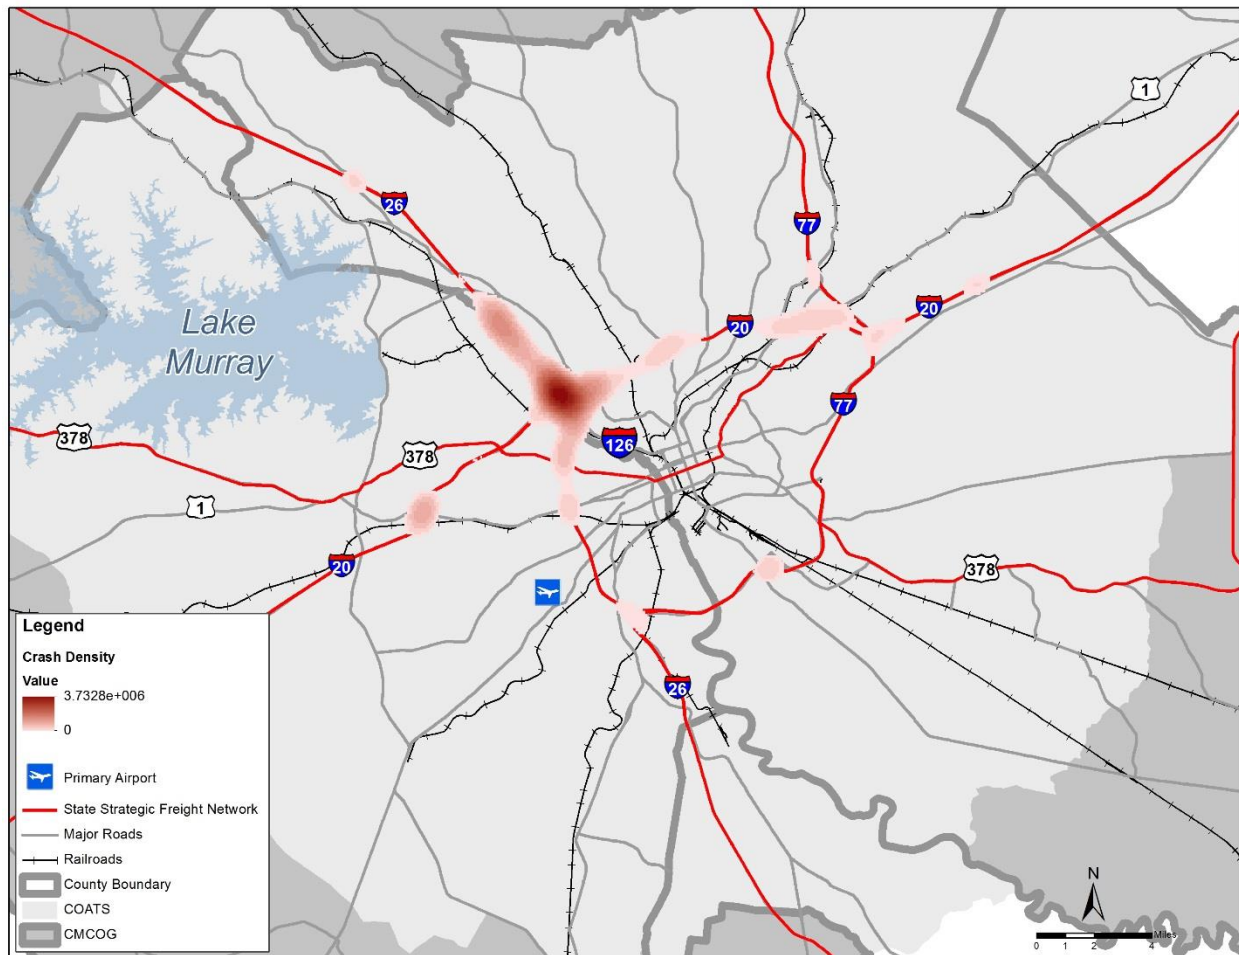 1
26
77
20
20
Lake
Murray
77
378
126
378
1
20
378
26
Legend
Crash Density
Value
3.7328e+006
0
Primary Airport
State Strategic Freight Network
Major Roads
Railroads
County Boundary
COATS
CMCOG
N
Miles
0 1 2 4